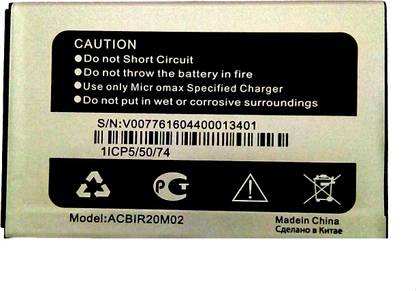 CAUTION
●Do not Short Circuit
●Do not throw the battery in fire
●Use only Micr omax Specified Charger
●Do not put in wet or corrosive surroundings
S/N:V007761604400013401
1ICP5/50/74
Model:ACBIR20M02
Madein China
Сделано в Китае